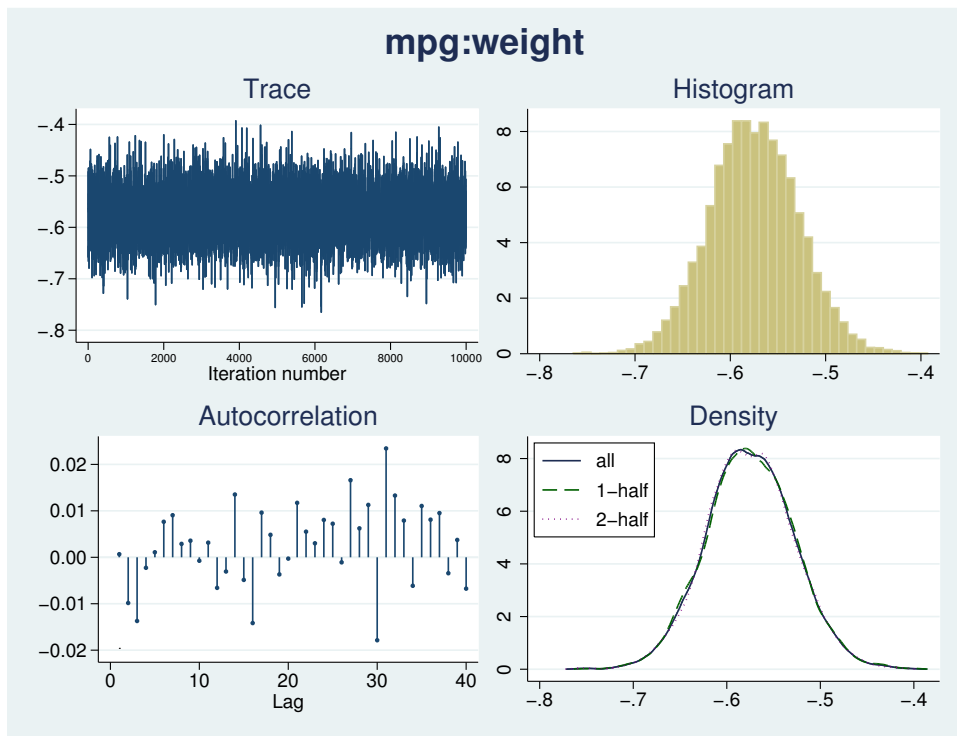 mpg:weight
Trace
−.4
−.5
−.6
−.7
−.8
0 2000 4000 6000 8000 10000
Iteration number
Histogram
8
6
4
2
0
−.8 −.7 −.6 −.5 −.4
Autocorrelation
0.02
0.01
0.00
−0.01
−0.02
0 10 20 30 40
Lag
Density
all
1−half
2−half
8
6
4
2
0
−.8 −.7 −.6 −.5 −.4